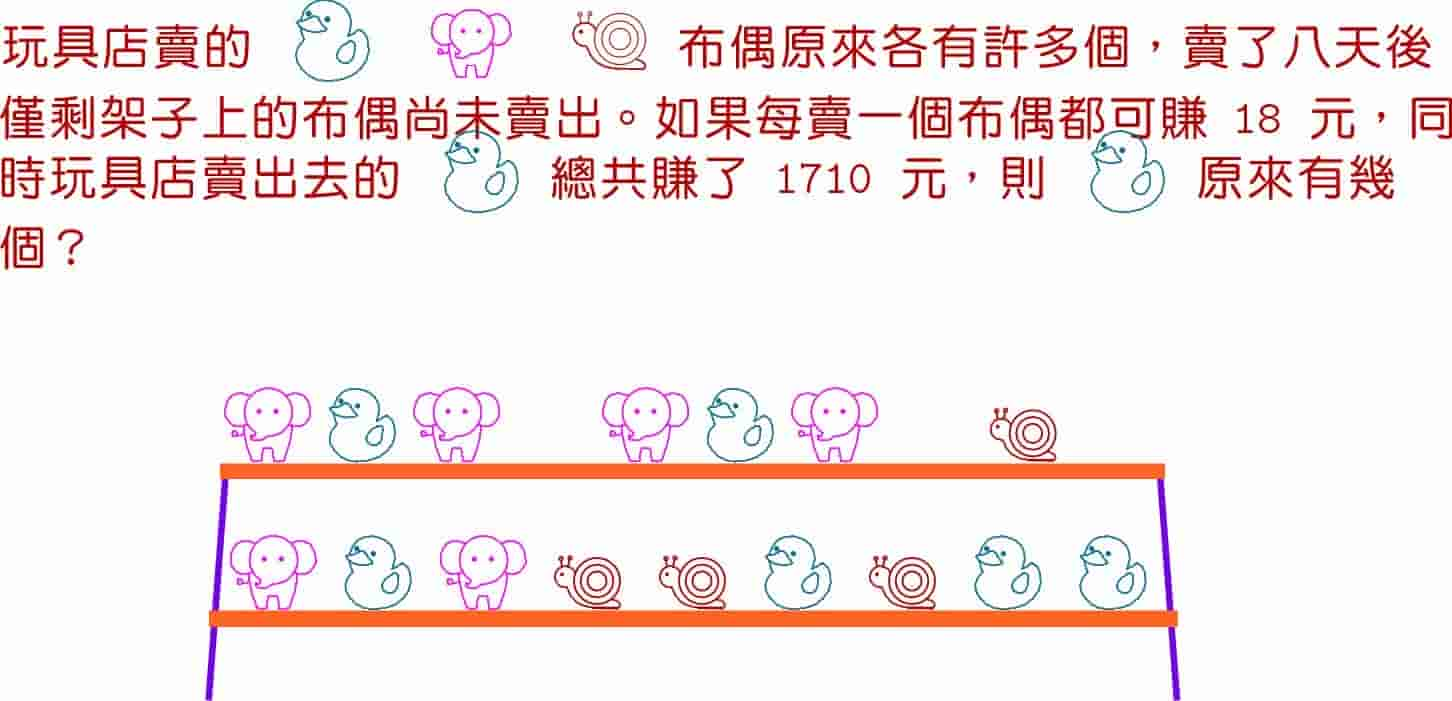 玩具店賣的 布偶原來各有許多個，賣了八天後
僅剩架子上的布偶尚未賣出。如果每賣一個布偶都可賺 18 元，同
時玩具店賣出去的 總共賺了 1710 元，則 原來有幾
個？